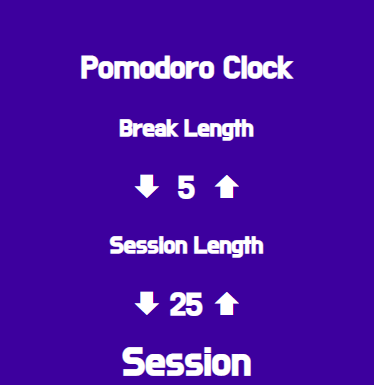 Pomodoro Clock
Break Length
5
Session Length
25
Session